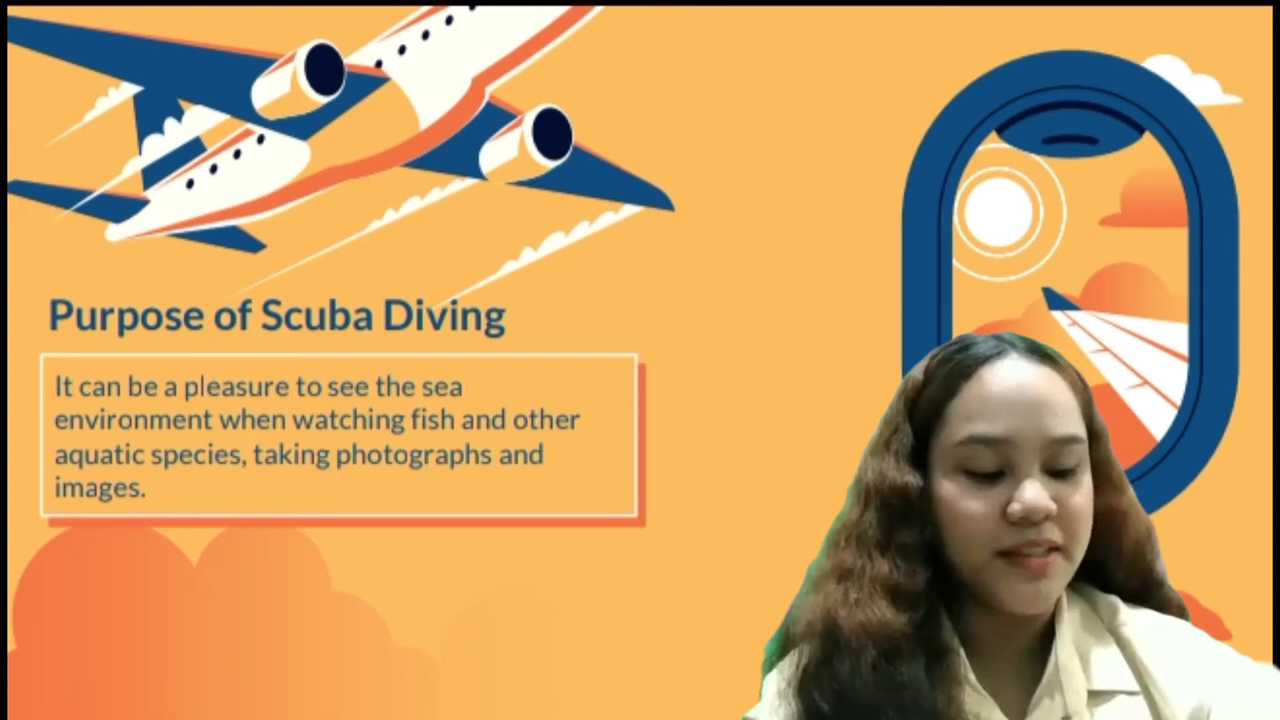 Purpose of Scuba Diving
It can be a pleasure to see the sea
environment when watching fish and other
aquatic species, taking photographs and
images.